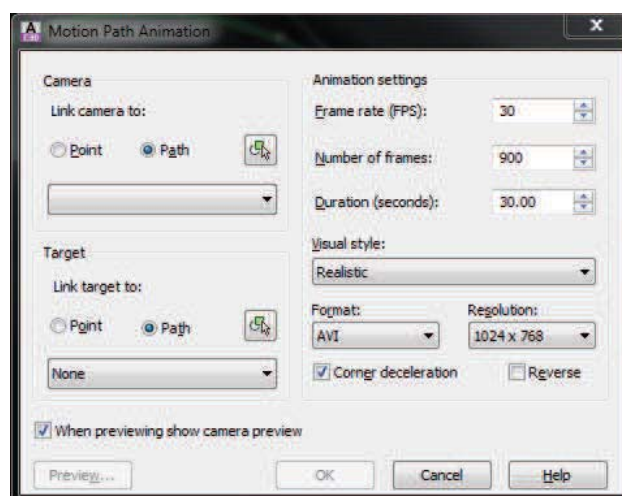 Motion Path Animation
Camera
Link camera to:
Point Path
Target
Link target to:
Point Path
None
Animation settings
Frame rate (FPS): 30
Number of frames: 900
Duration (seconds): 30.00
Visual style:
Realistic
Format: Resolution:
AVI 1024 x 768
Corner deceleration Reverse
When previewing show camera preview
Preview... OK Cancel Help